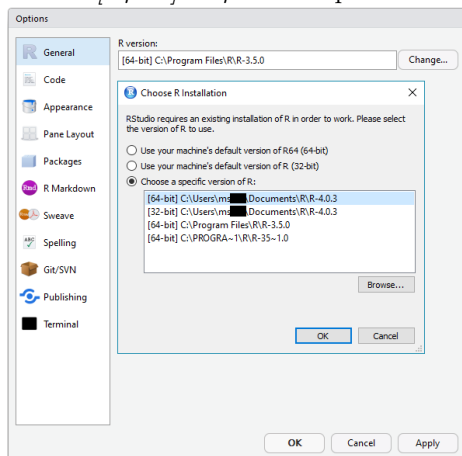 Options
General
Code
Appearance
Pane Layout
Packages
R Markdown
Sweave
Spelling
Git/SVN
Publishing
Terminal
R version:
[64-bit] C:\Program Files\R\R-3.5.0
Change...
Choose R Installation
RStudio requires an existing installation of R in order to work. Please select
the version of R to use.
Use your machine's default version of R64 (64-bit)
Use your machine's default version of R (32-bit)
Choose a specific version of R:
[64-bit] C:\Users\ms \Documents\R\R-4.0.3
[32-bit] C:\Users\ms \Documents\R\R-4.0.3
[64-bit] C:\Program Files\R\R-3.5.0
[64-bit] C:\PROGRA~1\R\R-35~1.0
Browse...
OK
Cancel
OK
Cancel
Apply